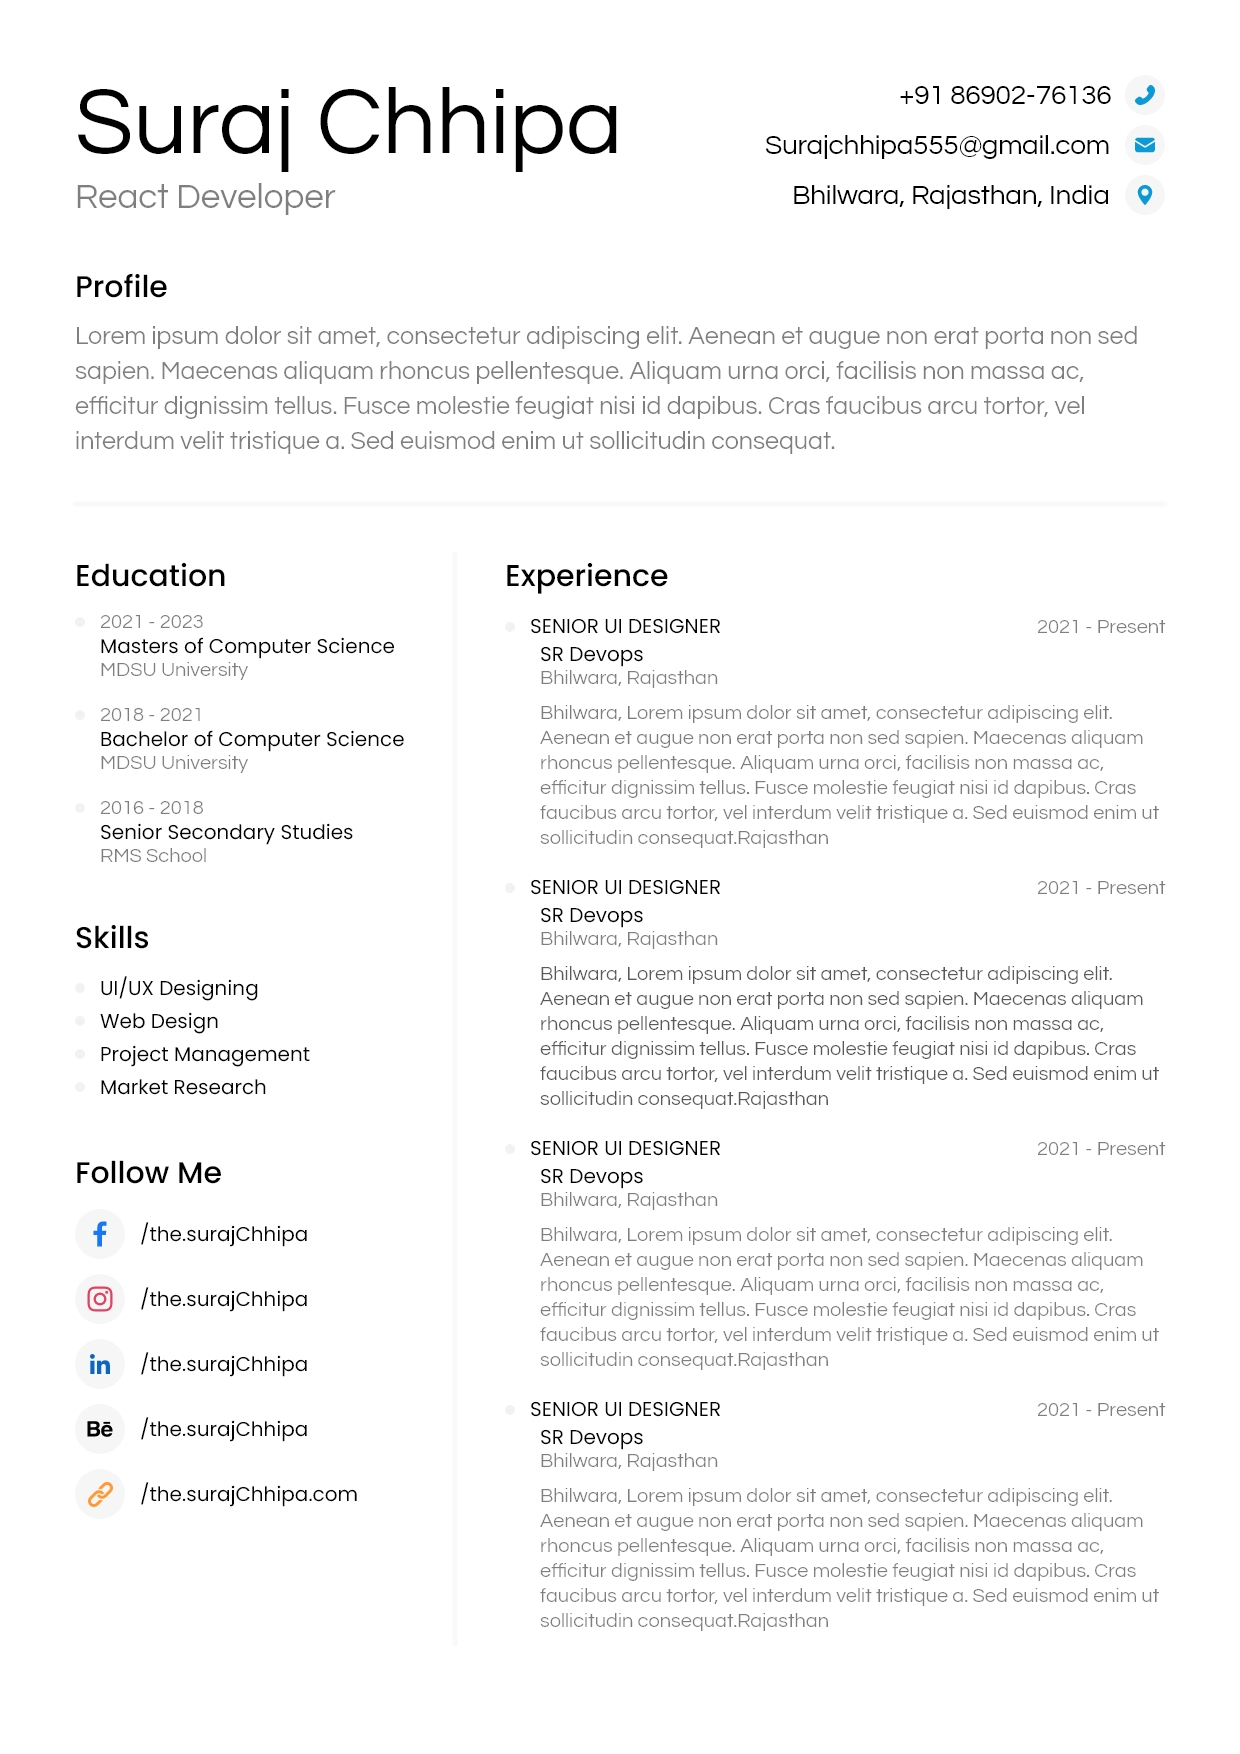 Suraj Chhipa
React Developer
+91 86902-76136
Surajchhipa555@gmail.com
Bhilwara, Rajasthan, India
Profile
Lorem ipsum dolor sit amet, consectetur adipiscing elit. Aenean et augue non erat porta non sed
sapien. Maecenas aliquam rhoncus pellentesque. Aliquam urna orci, facilisis non massa ac,
efficitur dignissim tellus. Fusce molestie feugiat nisi id dapibus. Cras faucibus arcu tortor, vel
interdum velit tristique a. Sed euismod enim ut sollicitudin consequat.
Education
2021 - 2023
Masters of Computer Science
MDSU University
2018 - 2021
Bachelor of Computer Science
MDSU University
2016 - 2018
Senior Secondary Studies
RMS School
Skills
UI/UX Designing
Web Design
Project Management
Market Research
Follow Me
/the.surajChhipa
/the.surajChhipa
in /the.surajChhipa
Bē /the.surajChhipa
/the.surajChhipa.com
Experience
SENIOR UI DESIGNER 2021 - Present
SR Devops
Bhilwara, Rajasthan
Bhilwara, Lorem ipsum dolor sit amet, consectetur adipiscing elit.
Aenean et augue non erat porta non sed sapien. Maecenas aliquam
rhoncus pellentesque. Aliquam urna orci, facilisis non massa ac,
efficitur dignissim tellus. Fusce molestie feugiat nisi id dapibus. Cras
faucibus arcu tortor, vel interdum velit tristique a. Sed euismod enim ut
sollicitudin consequat.Rajasthan
SENIOR UI DESIGNER 2021 - Present
SR Devops
Bhilwara, Rajasthan
Bhilwara, Lorem ipsum dolor sit amet, consectetur adipiscing elit.
Aenean et augue non erat porta non sed sapien. Maecenas aliquam
rhoncus pellentesque. Aliquam urna orci, facilisis non massa ac,
efficitur dignissim tellus. Fusce molestie feugiat nisi id dapibus. Cras
faucibus arcu tortor, vel interdum velit tristique a. Sed euismod enim ut
sollicitudin consequat.Rajasthan
SENIOR UI DESIGNER 2021 - Present
SR Devops
Bhilwara, Rajasthan
Bhilwara, Lorem ipsum dolor sit amet, consectetur adipiscing elit.
Aenean et augue non erat porta non sed sapien. Maecenas aliquam
rhoncus pellentesque. Aliquam urna orci, facilisis non massa ac,
efficitur dignissim tellus. Fusce molestie feugiat nisi id dapibus. Cras
faucibus arcu tortor, vel interdum velit tristique a. Sed euismod enim ut
sollicitudin consequat.Rajasthan
SENIOR UI DESIGNER 2021 - Present
SR Devops
Bhilwara, Rajasthan
Bhilwara, Lorem ipsum dolor sit amet, consectetur adipiscing elit.
Aenean et augue non erat porta non sed sapien. Maecenas aliquam
rhoncus pellentesque. Aliquam urna orci, facilisis non massa ac,
efficitur dignissim tellus. Fusce molestie feugiat nisi id dapibus. Cras
faucibus arcu tortor, vel interdum velit tristique a. Sed euismod enim ut
sollicitudin consequat.Rajasthan